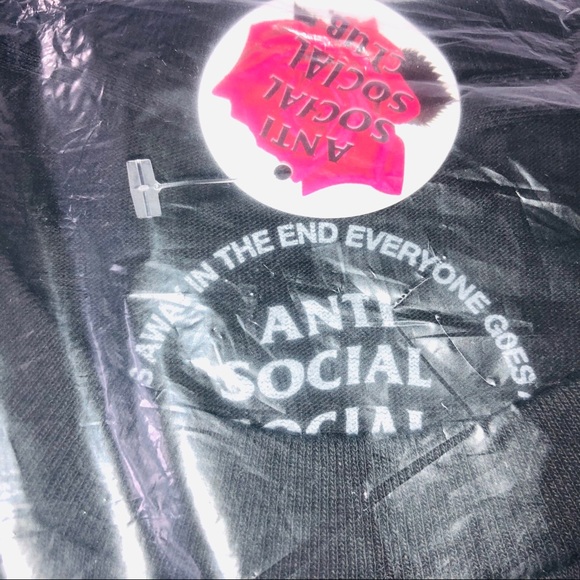 ANTI
SOCIAL
SOCIAL
CLUB
S AWAY IN THE END EVERYONE GOES
ANTI
SOCIAL
SOCIAL